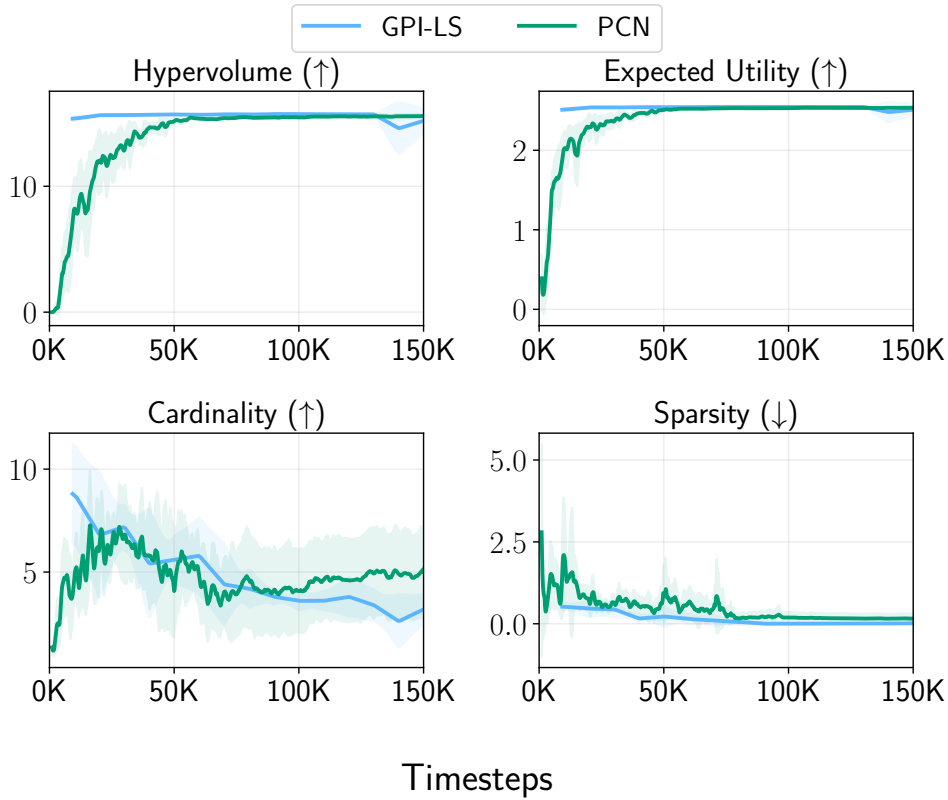 GPI-LS PCN
Hypervolume (↑) Expected Utility (↑)
10
0
0K 50K 100K 150K
2
1
0
0K 50K 100K 150K
Cardinality (↑) Sparsity (↓)
10
5
0K 50K 100K 150K
5.0
2.5
0.0
0K 50K 100K 150K
Timesteps